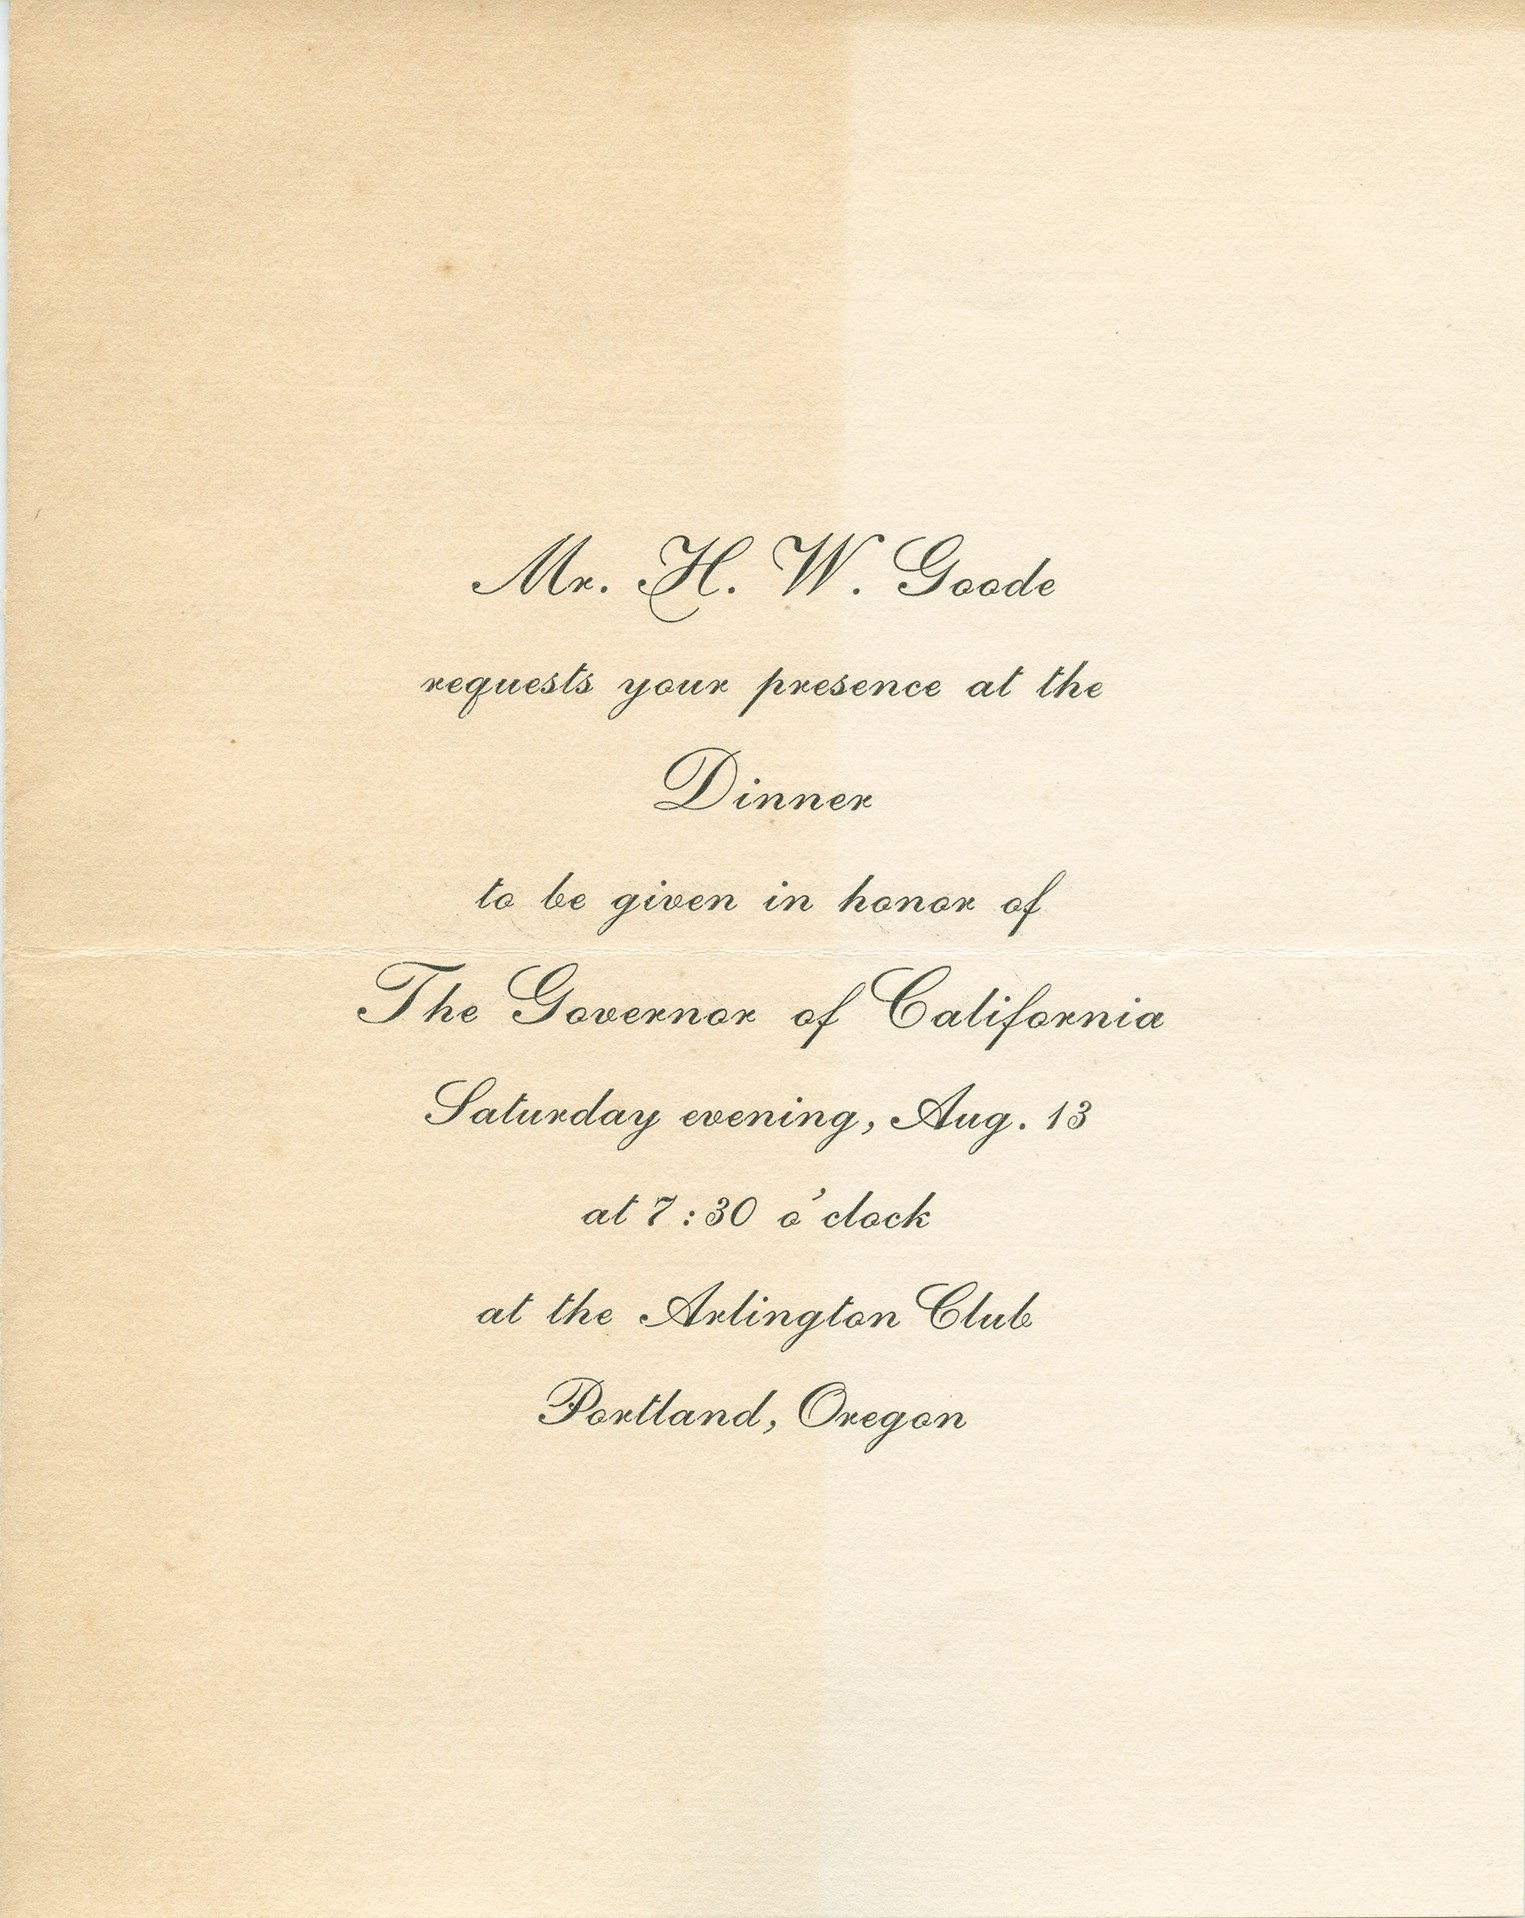 Mr. H. W. Goode
requests your presence at the
Dinner
to be given in honor of
The Governor of California
Saturday evening, Aug. 13
at 7:30 o'clock
at the Arlington Club
Portland, Oregon